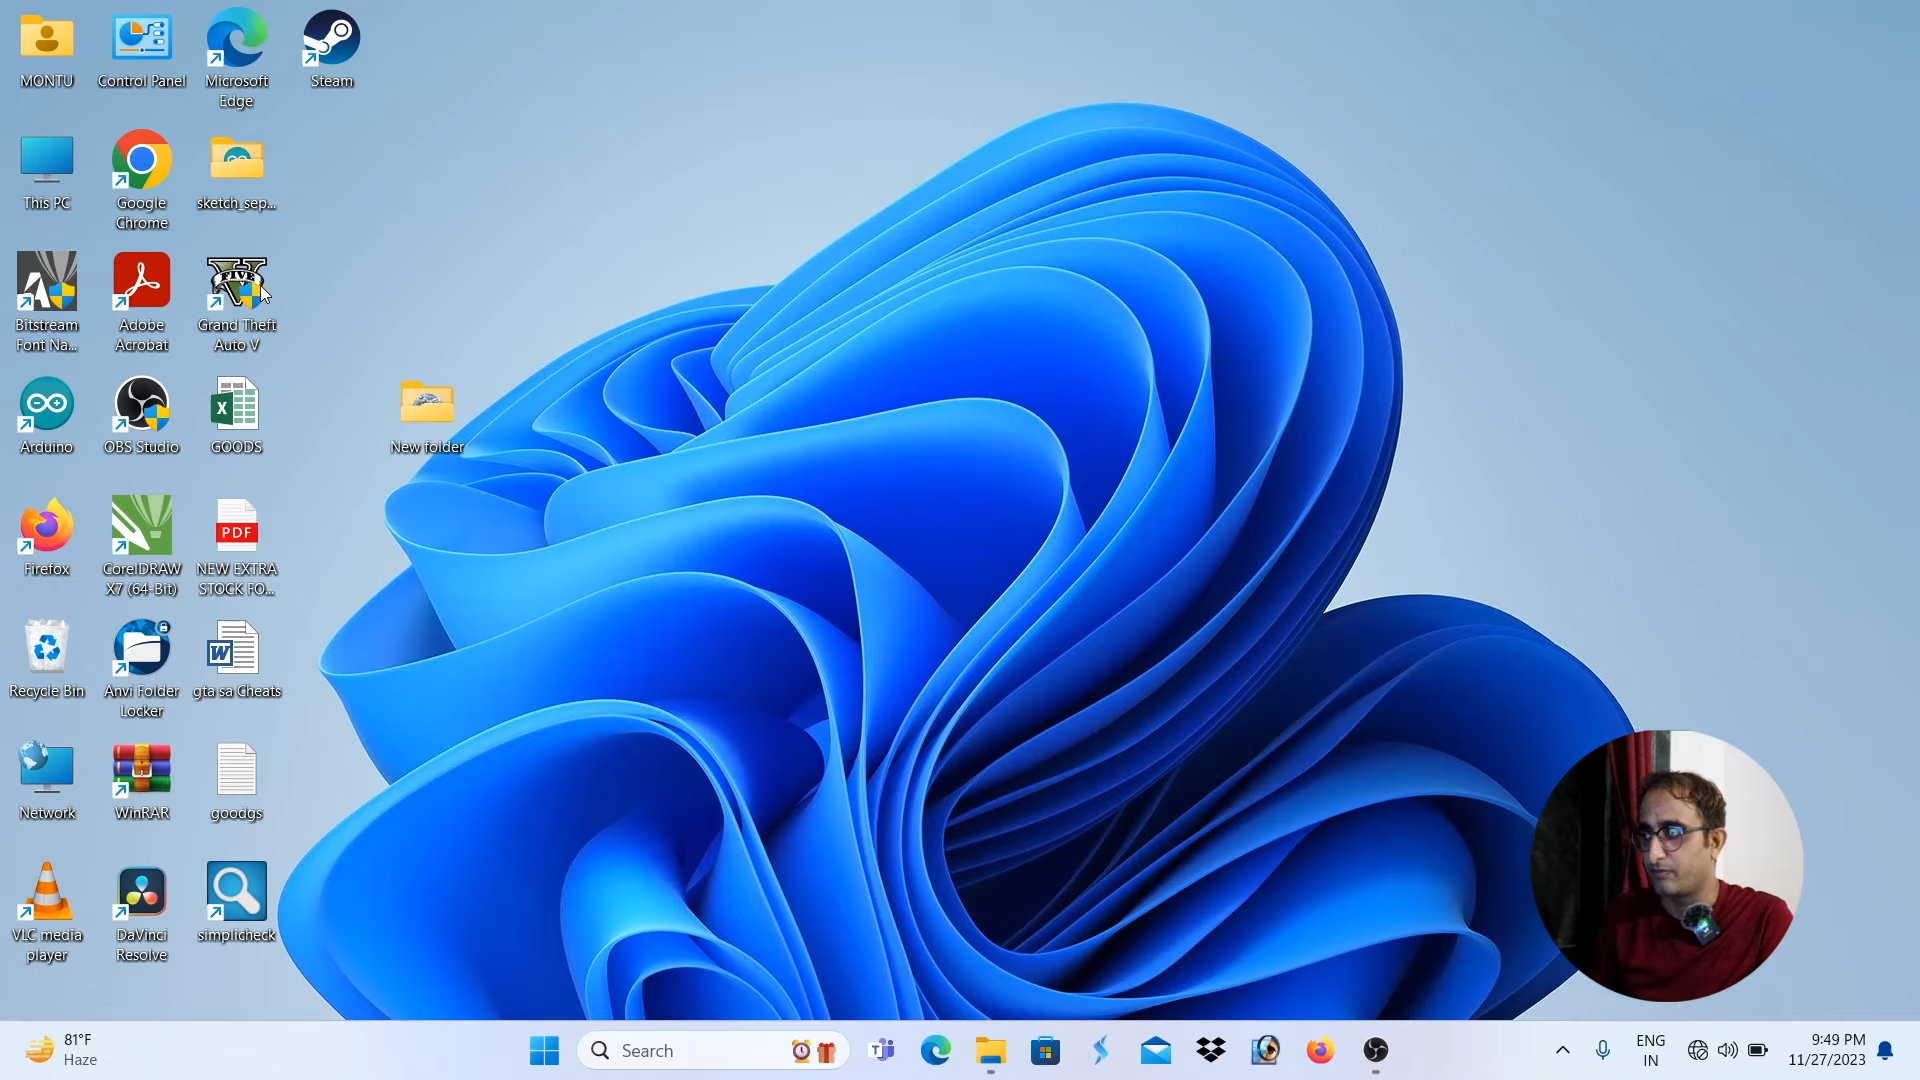 MONTU
Control Panel
Microsoft
Edge
Steam
This PC
Google
Chrome
sketch_sep...
Bitstream
Font Na...
Adobe
Acrobat
FIVE
Grand Theft
Auto V
Arduino
OBS Studio
GOODS
New folder
Firefox
CorelDRAW
X7 (64-Bit)
PDF
NEW EXTRA
STOCK FO...
Recycle Bin
Anvi Folder
Locker
gta sa Cheats
Network
WinRAR
goodgs
VLC media
player
DaVinci
Resolve
simplicheck
81°F
Haze
Search
ENG
IN
9:49 PM
11/27/2023